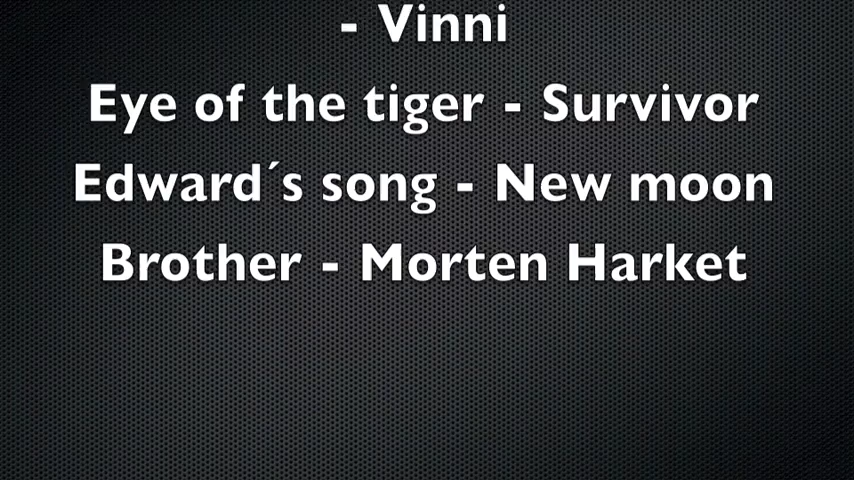 - Vinni
Eye of the tiger - Survivor
Edward´s song - New moon
Brother - Morten Harket